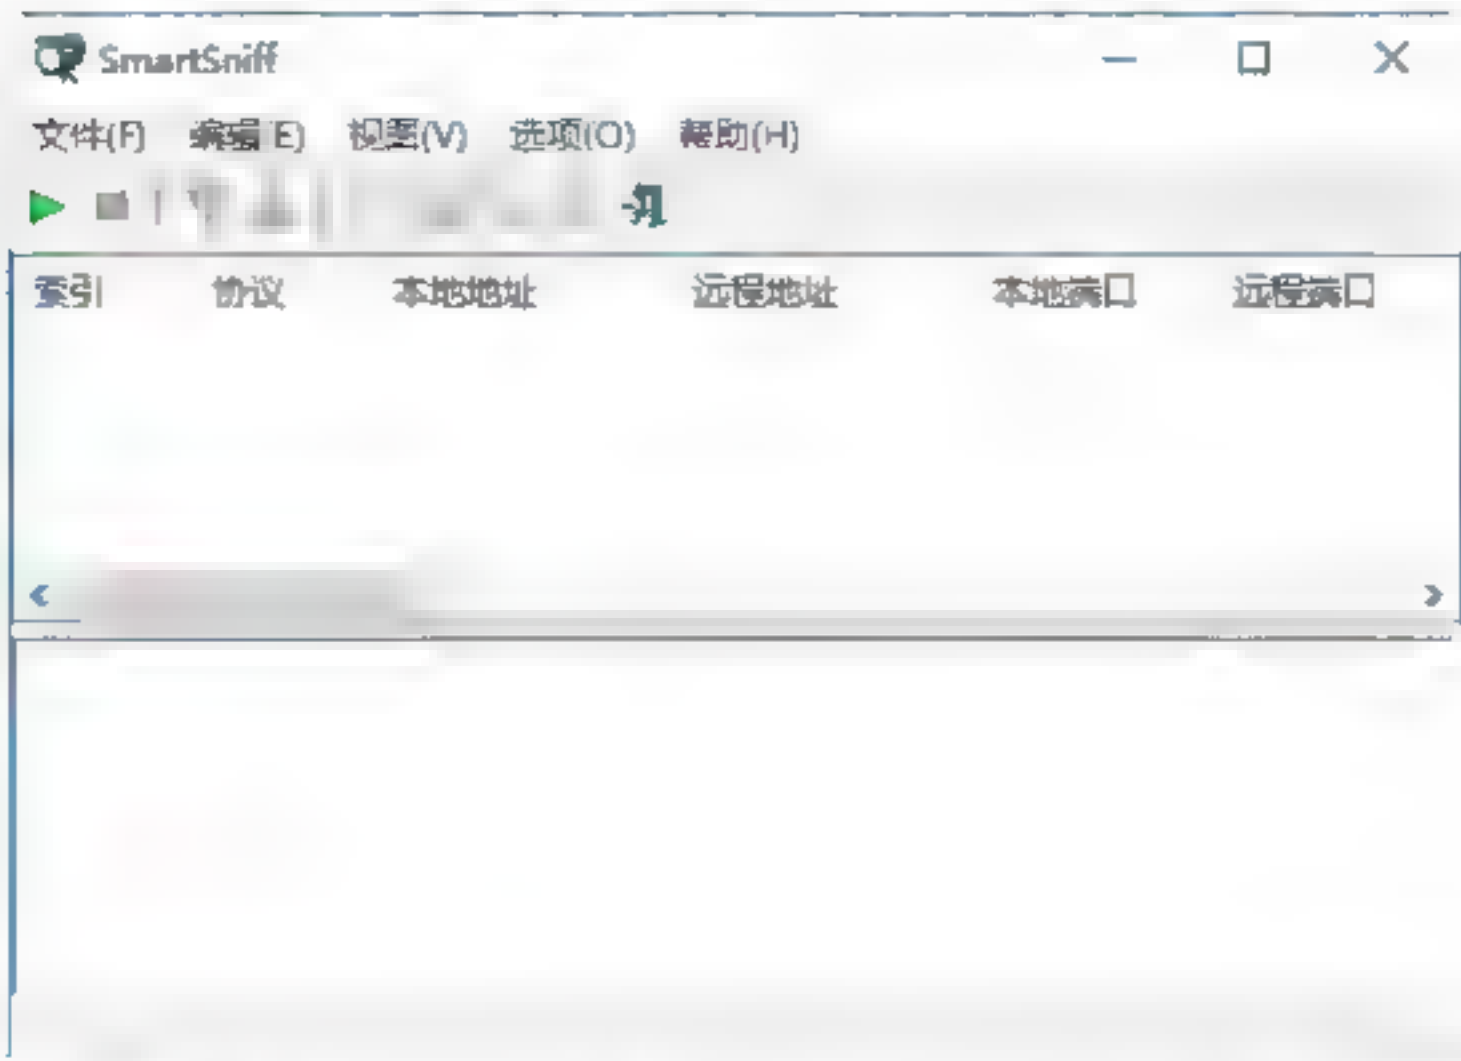 SmartSniff
文件(F) 编辑(E) 视图(V) 选项(O) 帮助(H)
索引 协议 本地地址 远程地址 本地端口 远程端口